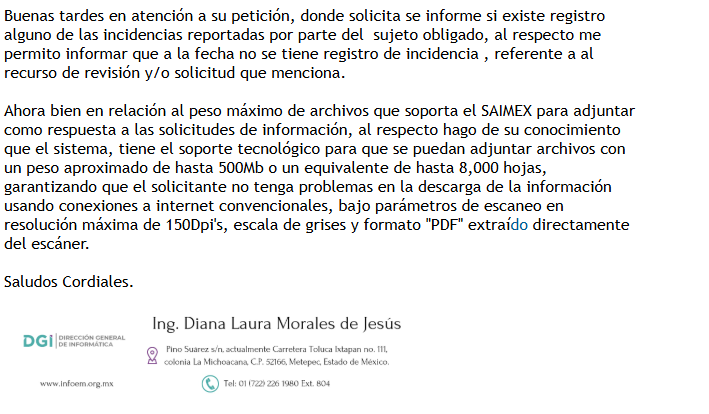 Buenas tardes en atención a su petición, donde solicita se informe si existe registro
alguno de las incidencias reportadas por parte del sujeto obligado, al respecto me
permito informar que a la fecha no se tiene registro de incidencia , referente a al
recurso de revisión y/o solicitud que menciona.
Ahora bien en relación al peso máximo de archivos que soporta el SAIMEX para adjuntar
como respuesta a las solicitudes de información, al respecto hago de su conocimiento
que el sistema, tiene el soporte tecnológico para que se puedan adjuntar archivos con
un peso aproximado de hasta 500Mb o un equivalente de hasta 8,000 hojas,
garantizando que el solicitante no tenga problemas en la descarga de la información
usando conexiones a internet convencionales, bajo parámetros de escaneo en
resolución máxima de 150Dpi's, escala de grises y formato "PDF" extraído directamente
del escáner.
Saludos Cordiales.
Ing. Diana Laura Morales de Jesús
DGI DIRECCIÓN GENERAL
DE INFORMÁTICA
Pino Suárez s/n, actualmente Carretera Toluca Ixtapan no. 111,
colonia La Michoacana, C.P. 52166, Metepec, Estado de México.
www.infoem.org.mx
Tel: 01 (722) 226 1980 Ext. 804